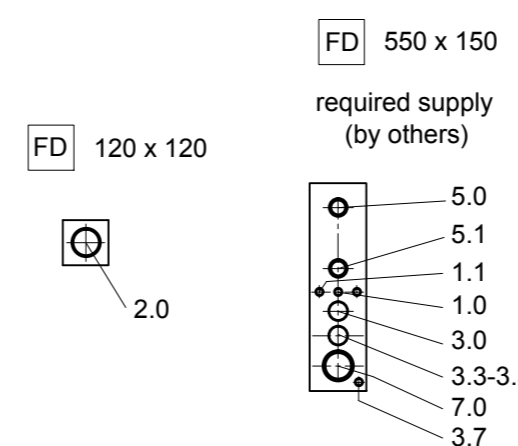 FD 550 x 150
required supply
(by others)
FD 120 x 120
5.0
5.1
1.1
1.0
3.0
3.3-3.
7.0
3.7
2.0